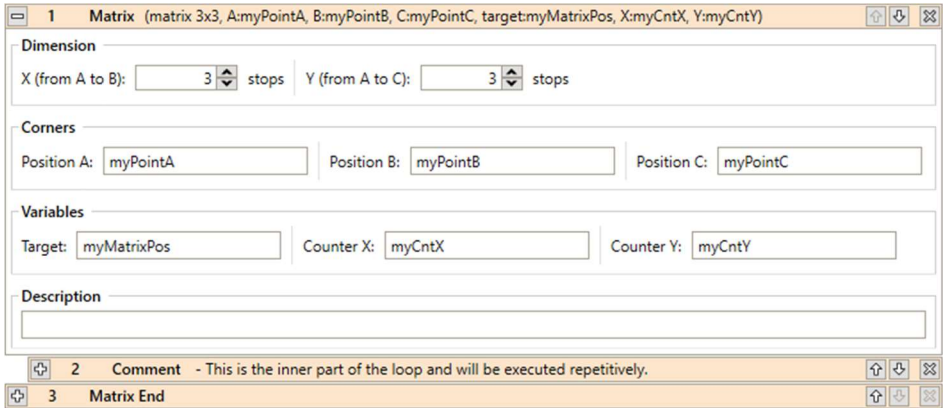 1 Matrix (matrix 3x3, A:myPointA, B:myPointB, C:myPointC, target:myMatrixPos, X:myCntX, Y:myCntY)
Dimension
X (from A to B): 3 stops Y (from A to C): 3 stops
Corners
Position A: myPointA Position B: myPointB Position C: myPointC
Variables
Target: myMatrixPos Counter X: myCntX Counter Y: myCntY
Description
2 Comment - This is the inner part of the loop and will be executed repetitively.
3 Matrix End